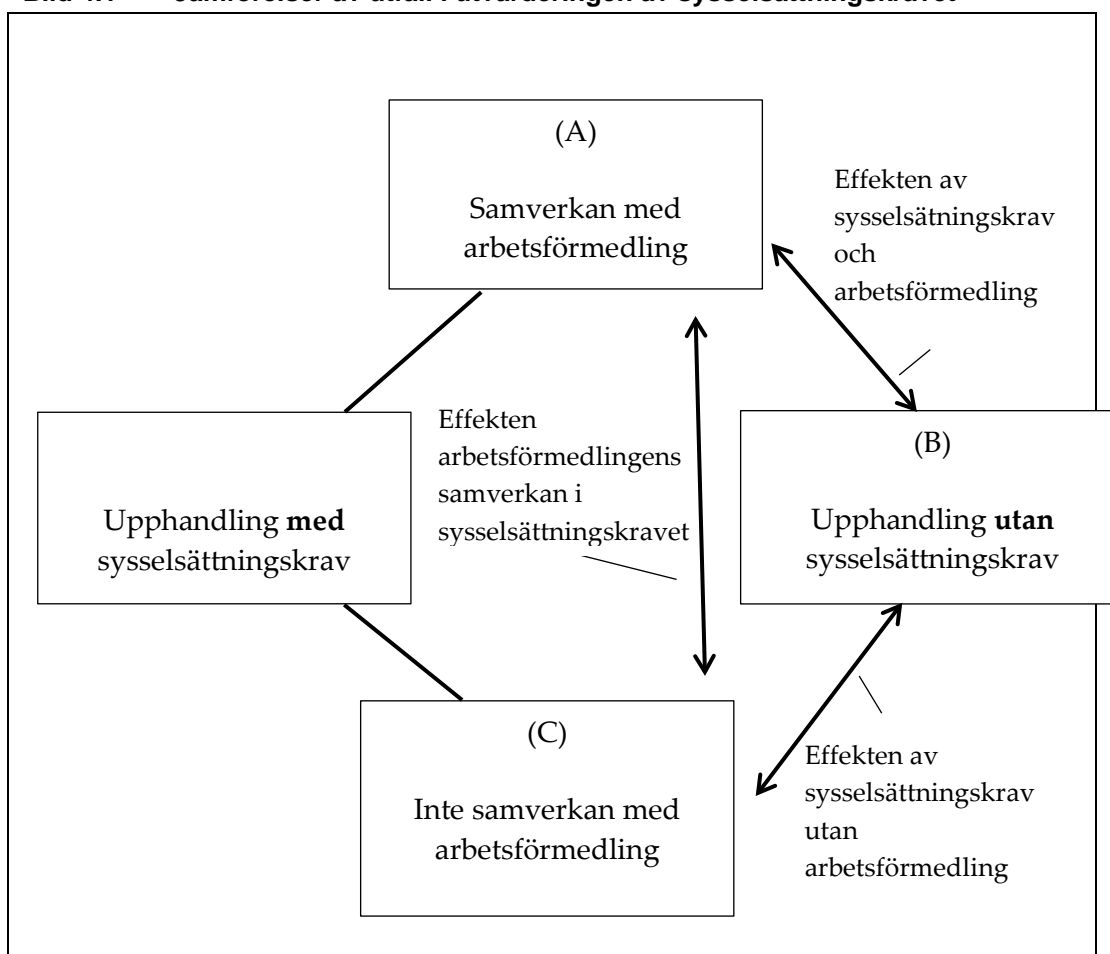 (A)
Samverkan med
arbetsförmedling
Effekten av
sysselsätningskrav
och
arbetsförmedling
Upphandling med
sysselsättningskrav
Effekten
arbetsförmedlingens
samverkan i
sysselsättningskravet
(B)
Upphandling utan
sysselsättningskrav
(C)
Inte samverkan med
arbetsförmedling
Effekten av
sysselsättningskrav
utan
arbetsförmedling